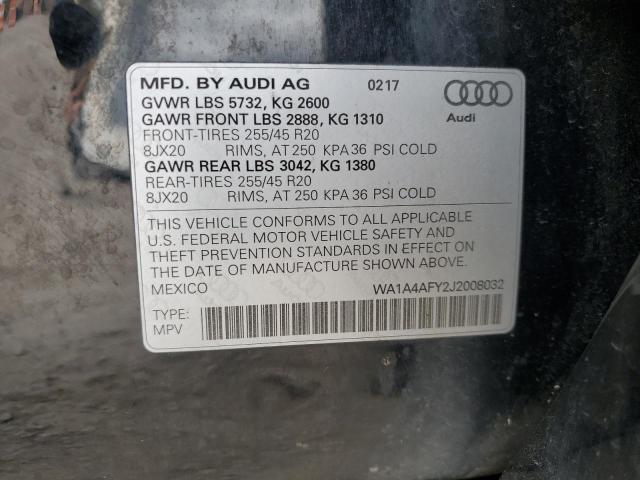 MFD. BY AUDI AG 0217
GVWR LBS 5732, KG 2600
GAWR FRONT LBS 2888, KG 1310
FRONT-TIRES 255/45 R20
8JX20 RIMS, AT 250 KPA 36 PSI COLD
GAWR REAR LBS 3042, KG 1380
REAR-TIRES 255/45 R20
8JX20 RIMS, AT 250 KPA 36 PSI COLD
Audi
THIS VEHICLE CONFORMS TO ALL APPLICABLE
U.S. FEDERAL MOTOR VEHICLE SAFETY AND
THEFT PREVENTION STANDARDS IN EFFECT ON
THE DATE OF MANUFACTURE SHOWN ABOVE.
MEXICO WA1A4AFY2J2008032
TYPE:
MPV